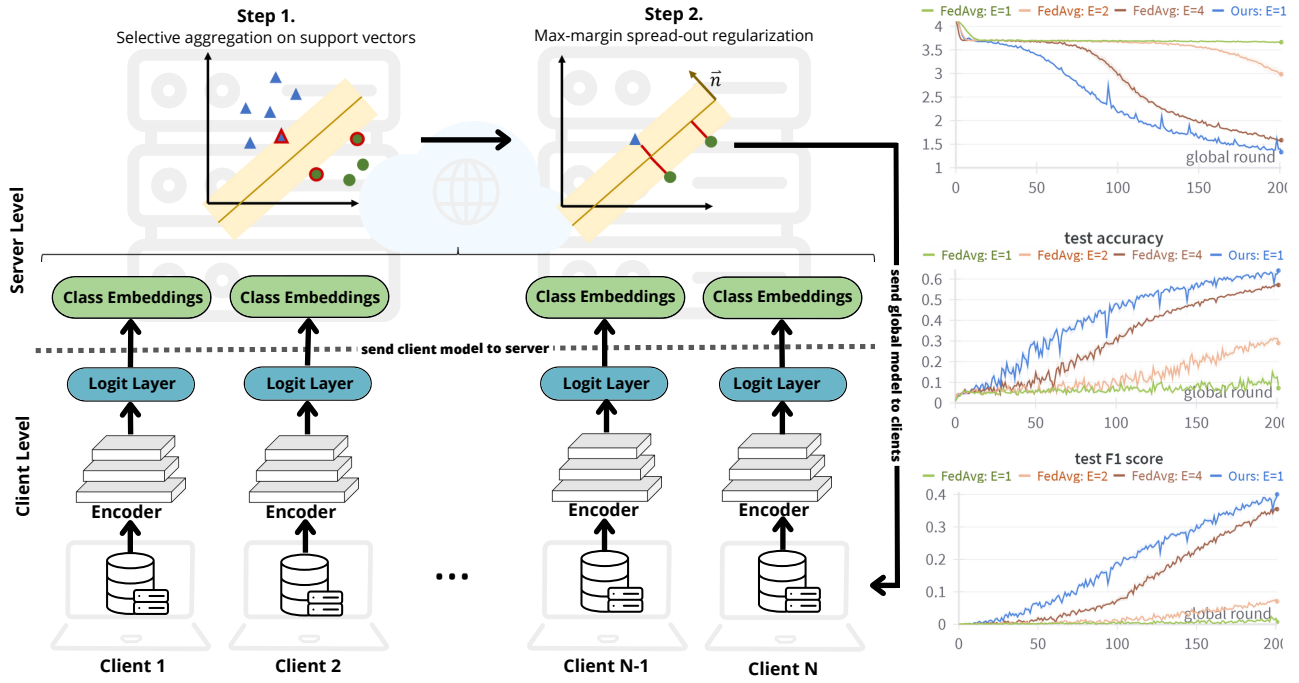 Step 1.
Selective aggregation on support vectors
Step 2.
Max-margin spread-out regularization
n
Server Level
Class Embeddings
Class Embeddings
Class Embeddings
Class Embeddings
send client model to server
send global model to clients
Logit Layer
Logit Layer
Logit Layer
Logit Layer
Client Level
Encoder
Encoder
Encoder
Encoder
...
Client 1
Client 2
Client N-1
Client N
FedAvg: E=1 FedAvg: E=2 FedAvg: E=4 Ours: E=1
4
3.5
3
2.5
2
1.5
1
global round
0 50 100 150 200
test accuracy
FedAvg: E=1 FedAvg: E=2 FedAvg: E=4 Ours: E=1
0.6
0.5
0.4
0.3
0.2
0.1
0
global round
0 50 100 150 200
test F1 score
FedAvg: E=1 FedAvg: E=2 FedAvg: E=4 Ours: E=1
0.4
0.3
0.2
0.1
0
global round
0 50 100 150 200